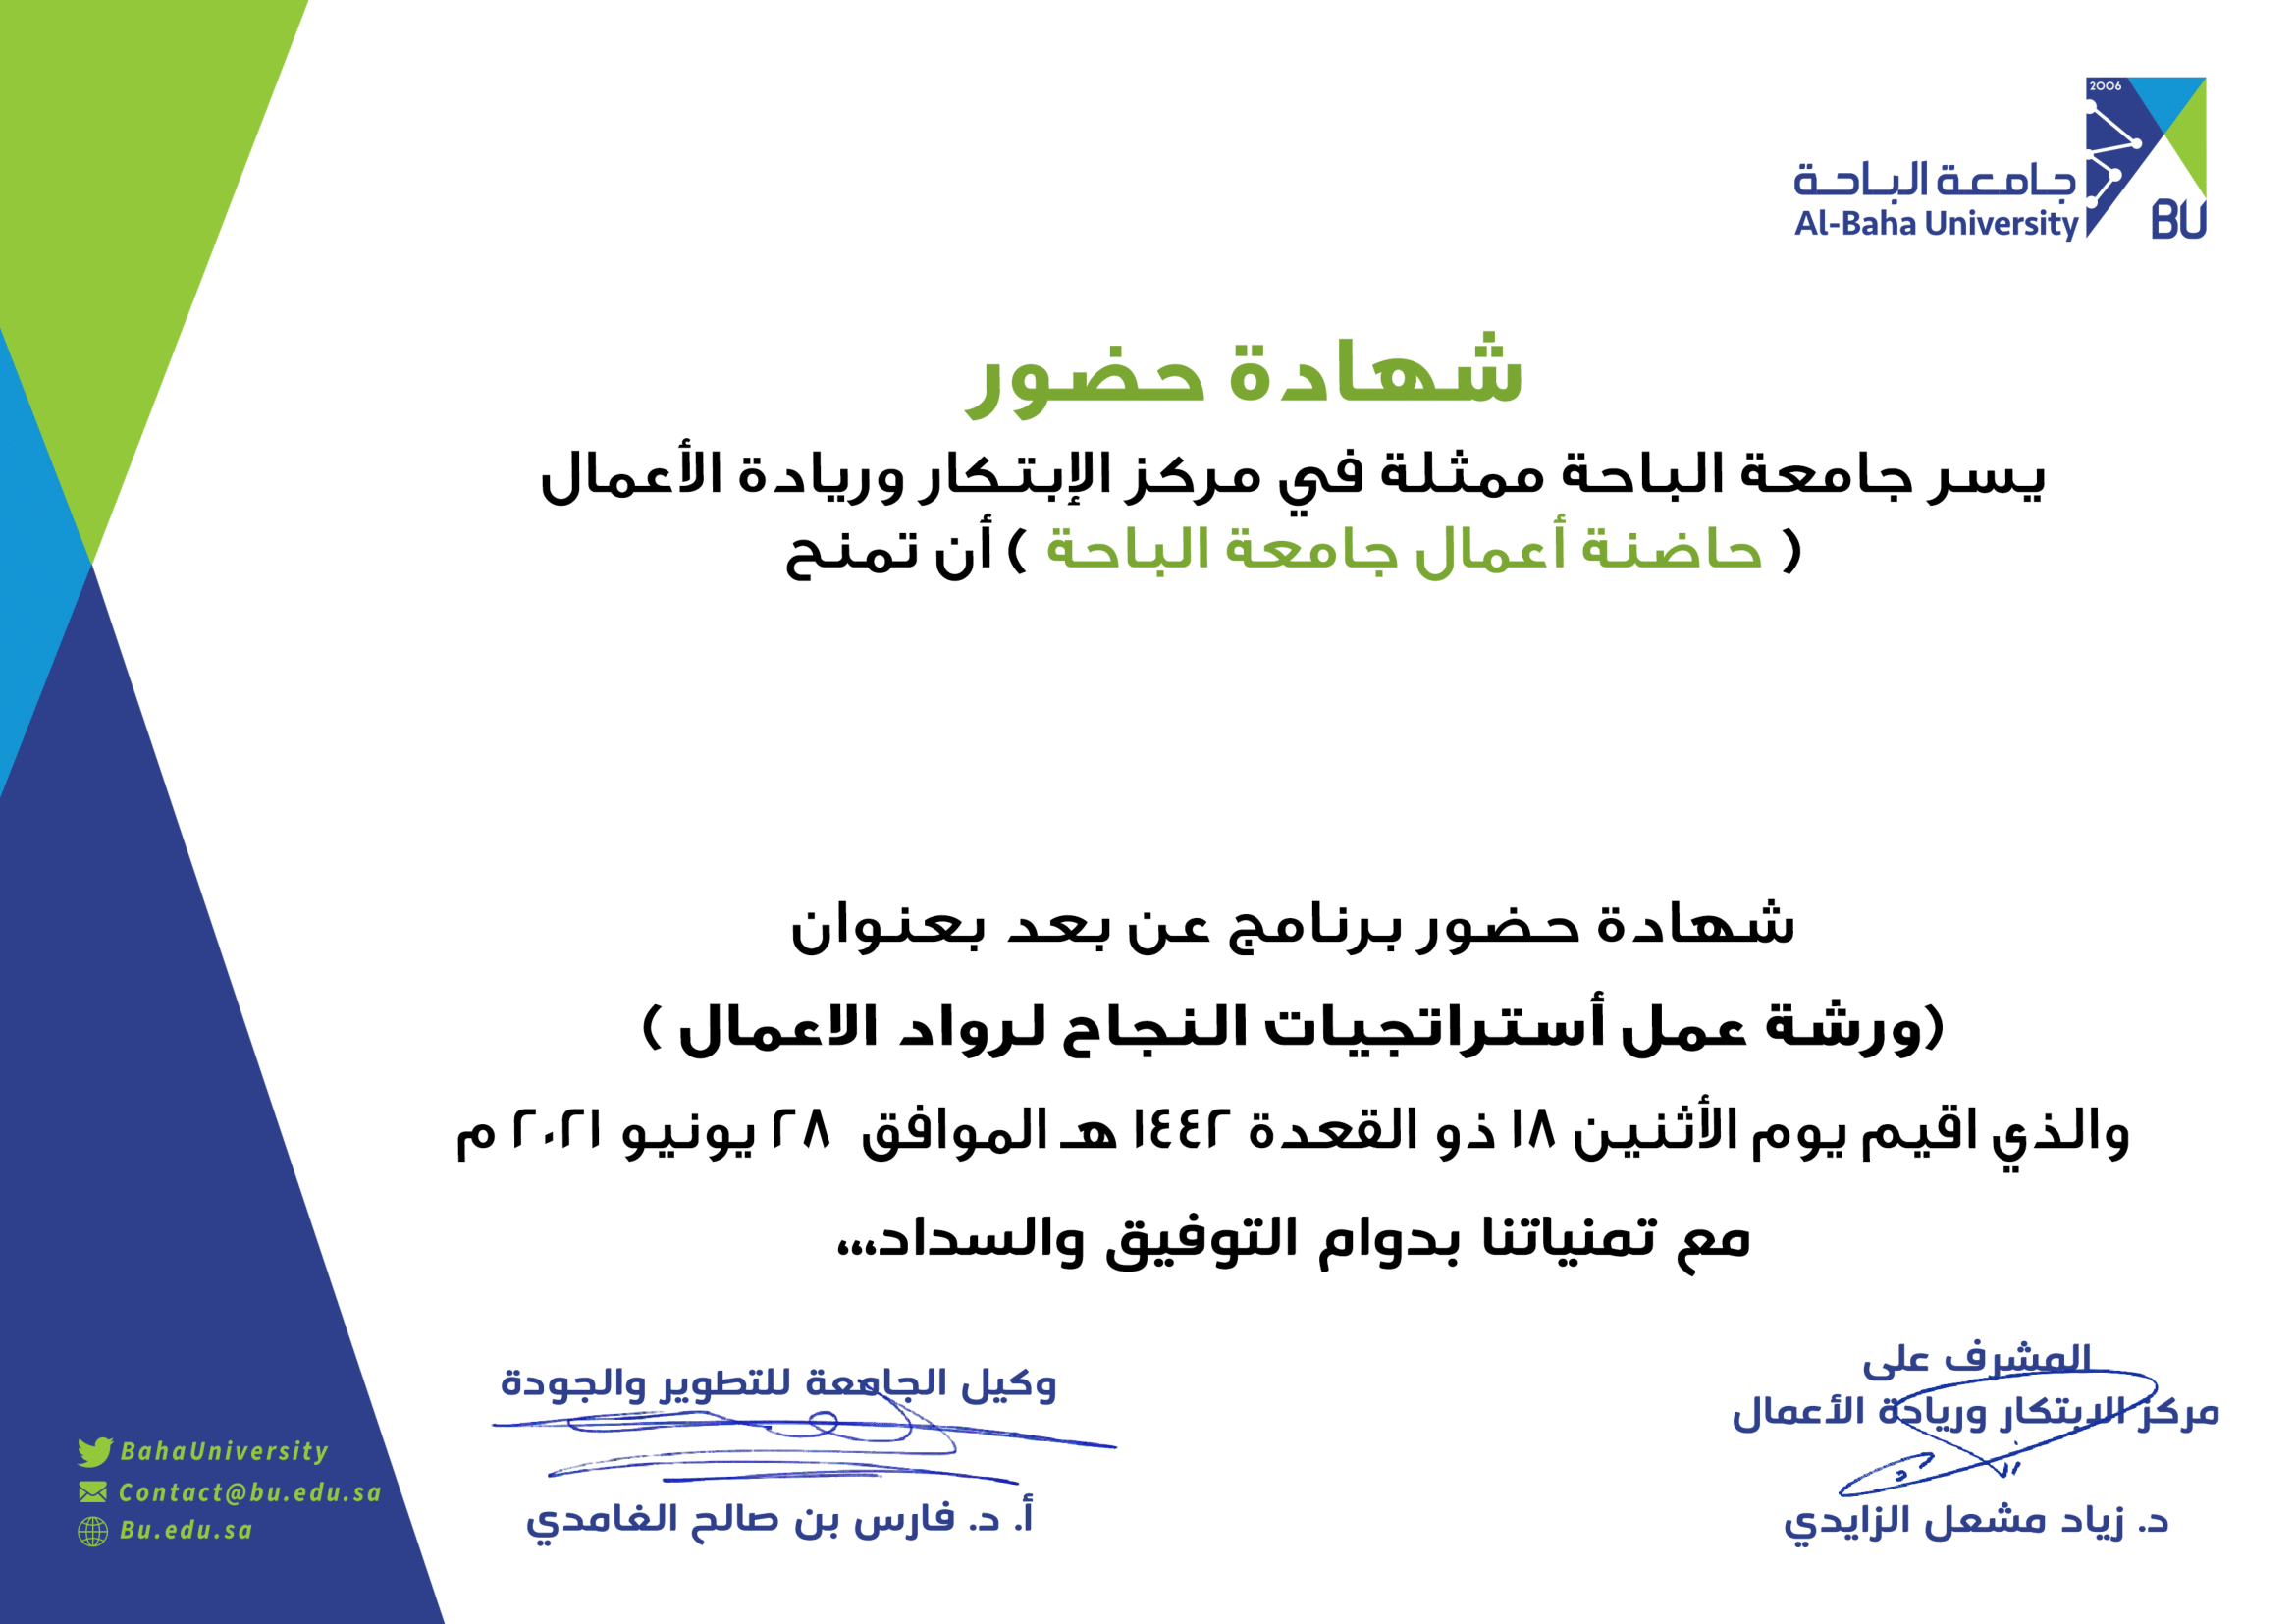 2006
جامعة الباحة
Al-Baha University
BU
شهادة حضور
يسر جامعة الباحة ممثلة في مركز الإبتكار وريادة الأعمال
( حاضنة أعمال جامعة الباحة ) أن تمنح
شهادة حضور برنامج عن بعد بعنوان
(ورشة عمل أستراتجيات النجاح لرواد الاعمال )
والذي اقيم يوم الأثنين ١٨ ذو القعدة ١٤٤٢ هـ الموافق ٢٨ يونيو ٢٠٢١ م
مع تمنياتنا بدوام التوفيق والسداد،،،
المشرف على
مركز الابتكار وريادة الأعمال
د. زياد مشعل الزايدي
وكيل الجامعة للتطوير والجودة
أ. د. فارس بن صالح الغامدي
BahaUniversity
Contact@bu.edu.sa
Bu.edu.sa